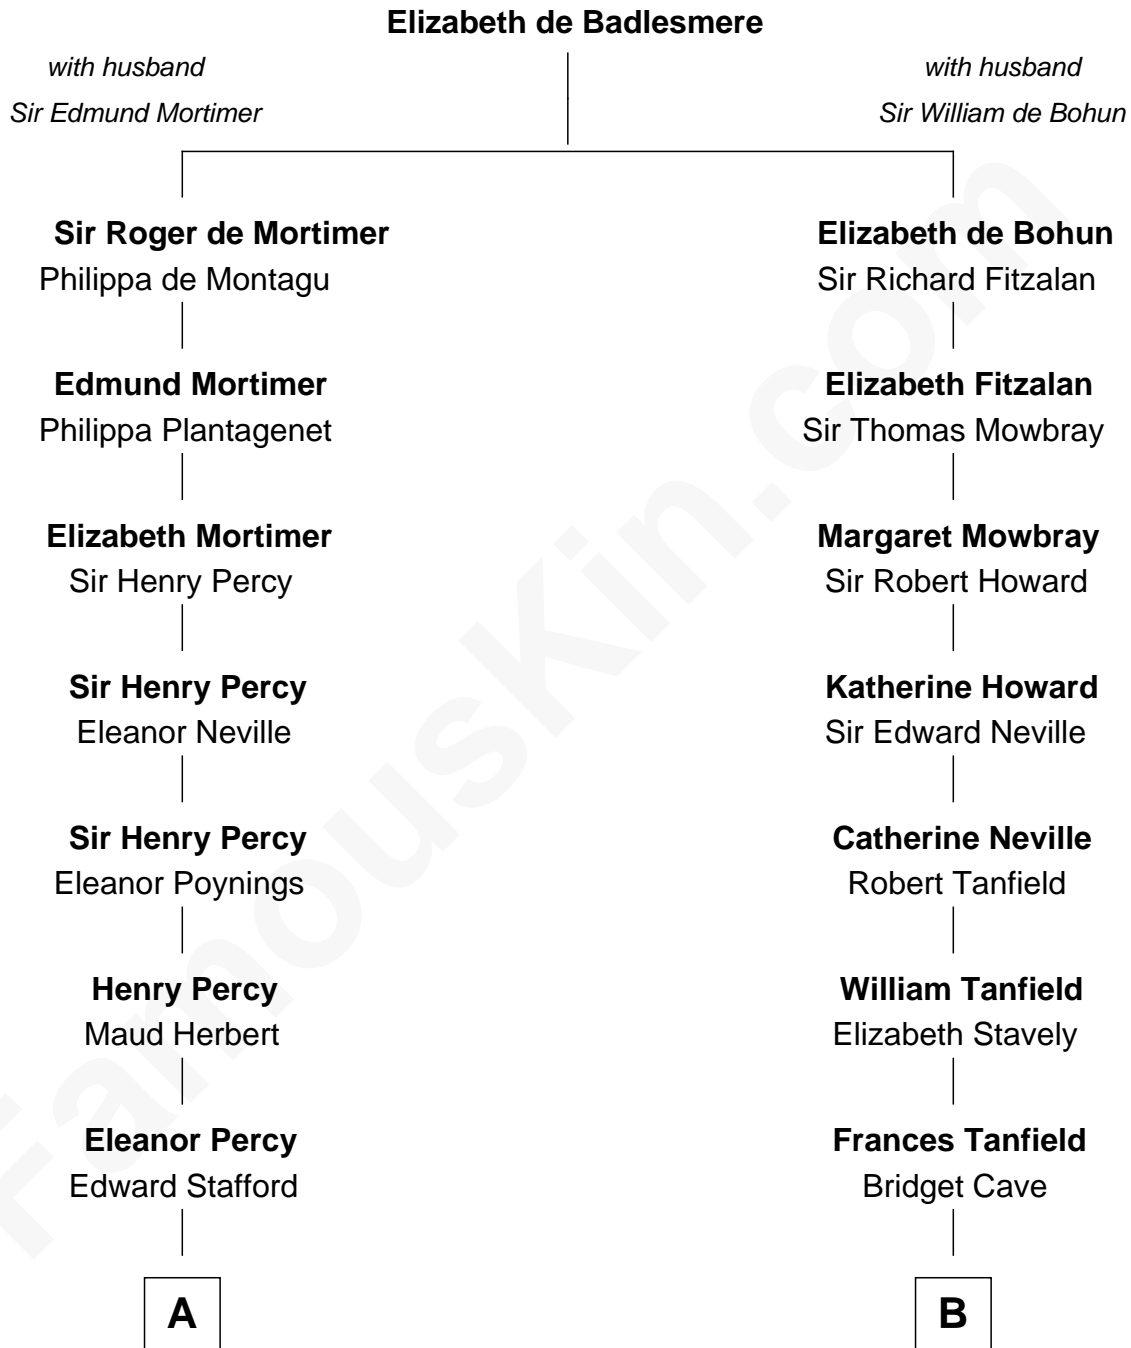 Elizabeth de Badlesmere
with husband
Sir Edmund Mortimer
with husband
Sir William de Bohun
Sir Roger de Mortimer
Philippa de Montagu
Elizabeth de Bohun
Sir Richard Fitzalan
Edmund Mortimer
Philippa Plantagenet
Elizabeth Fitzalan
Sir Thomas Mowbray
Elizabeth Mortimer
Sir Henry Percy
Margaret Mowbray
Sir Robert Howard
Sir Henry Percy
Eleanor Neville
Katherine Howard
Sir Edward Neville
Sir Henry Percy
Eleanor Poynings
Catherine Neville
Robert Tanfield
Henry Percy
Maud Herbert
William Tanfield
Elizabeth Stavely
Eleanor Percy
Edward Stafford
Frances Tanfield
Bridget Cave
A
B
FamousKin.com